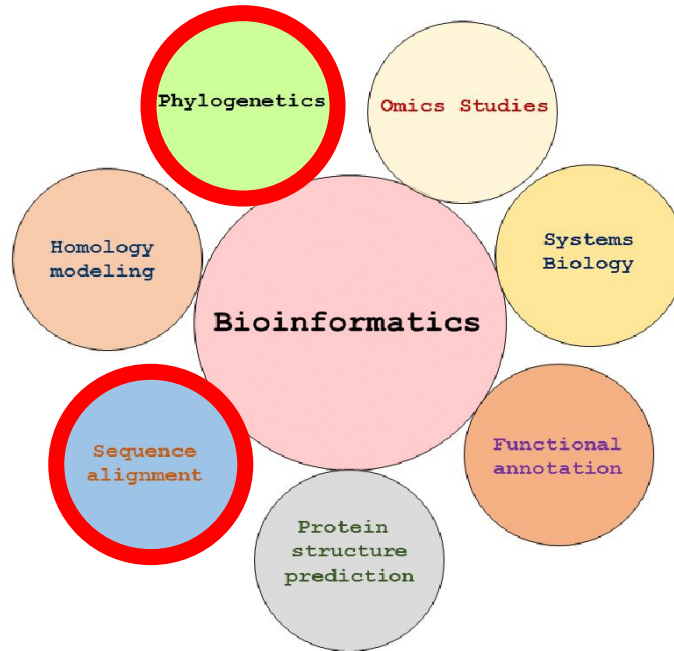 Phylogenetics
Omics Studies
Homology
modeling
Systems
Biology
Bioinformatics
Sequence
alignment
Functional
annotation
Protein
structure
prediction